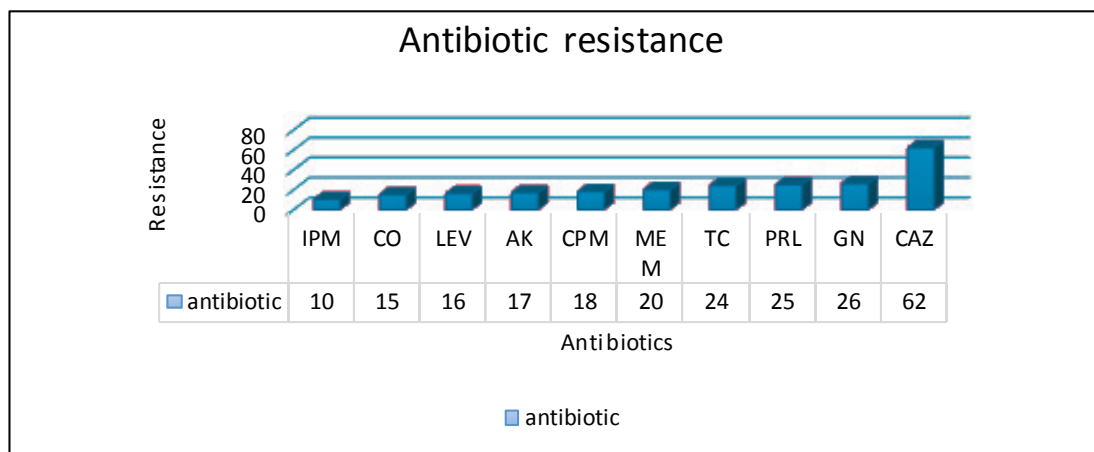 Antibiotic resistance
Resistance
80
60
40
20
0
IPM CO LEV AK CPM ME TC PRL GN CAZ
M
antibiotic 10 15 16 17 18 20 24 25 26 62
Antibiotics
antibiotic